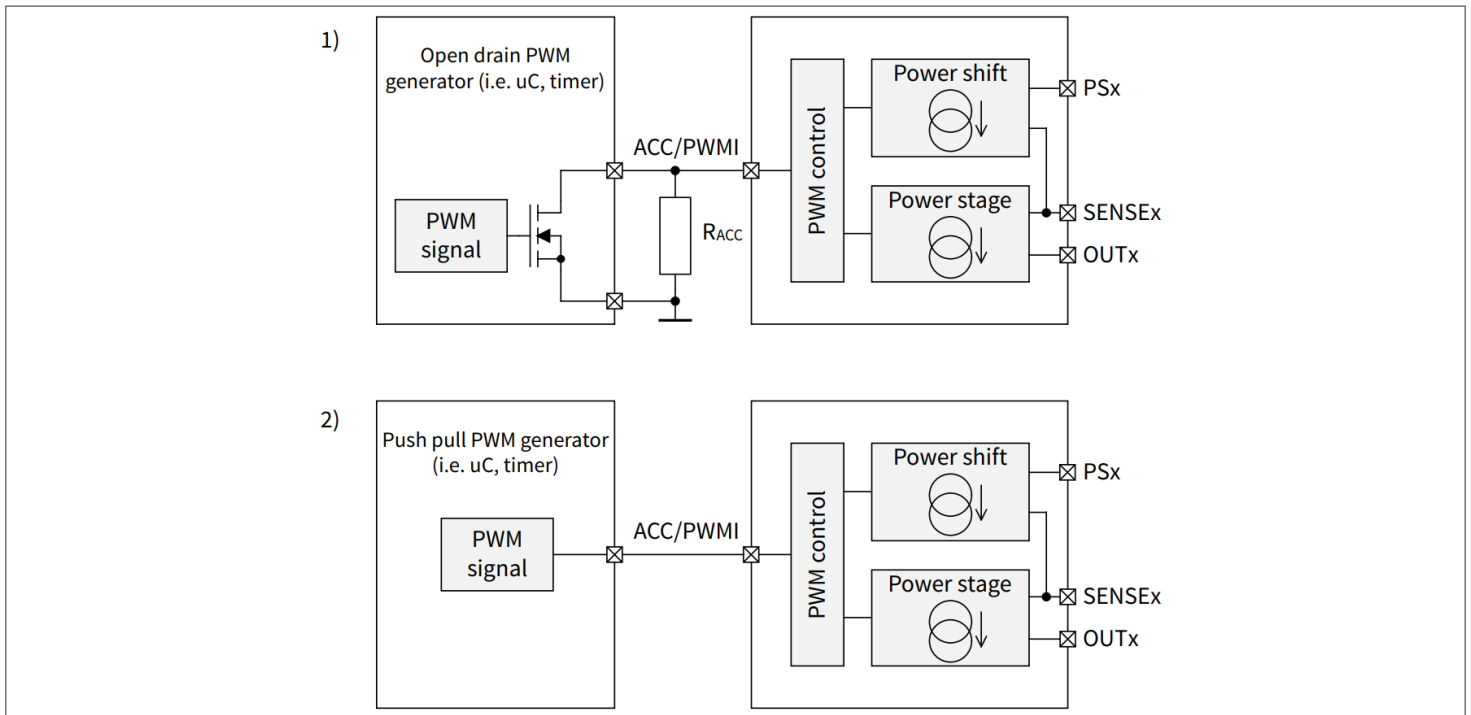 1)
Open drain PWM
generator (i.e. uC, timer)
PWM
signal
ACC/PWMI
RACC
PWM control
Power shift
Power stage
PSx
SENSEx
OUTx
2)
Push pull PWM generator
(i.e. uC, timer)
PWM
signal
ACC/PWMI
PWM control
Power shift
Power stage
PSx
SENSEx
OUTx